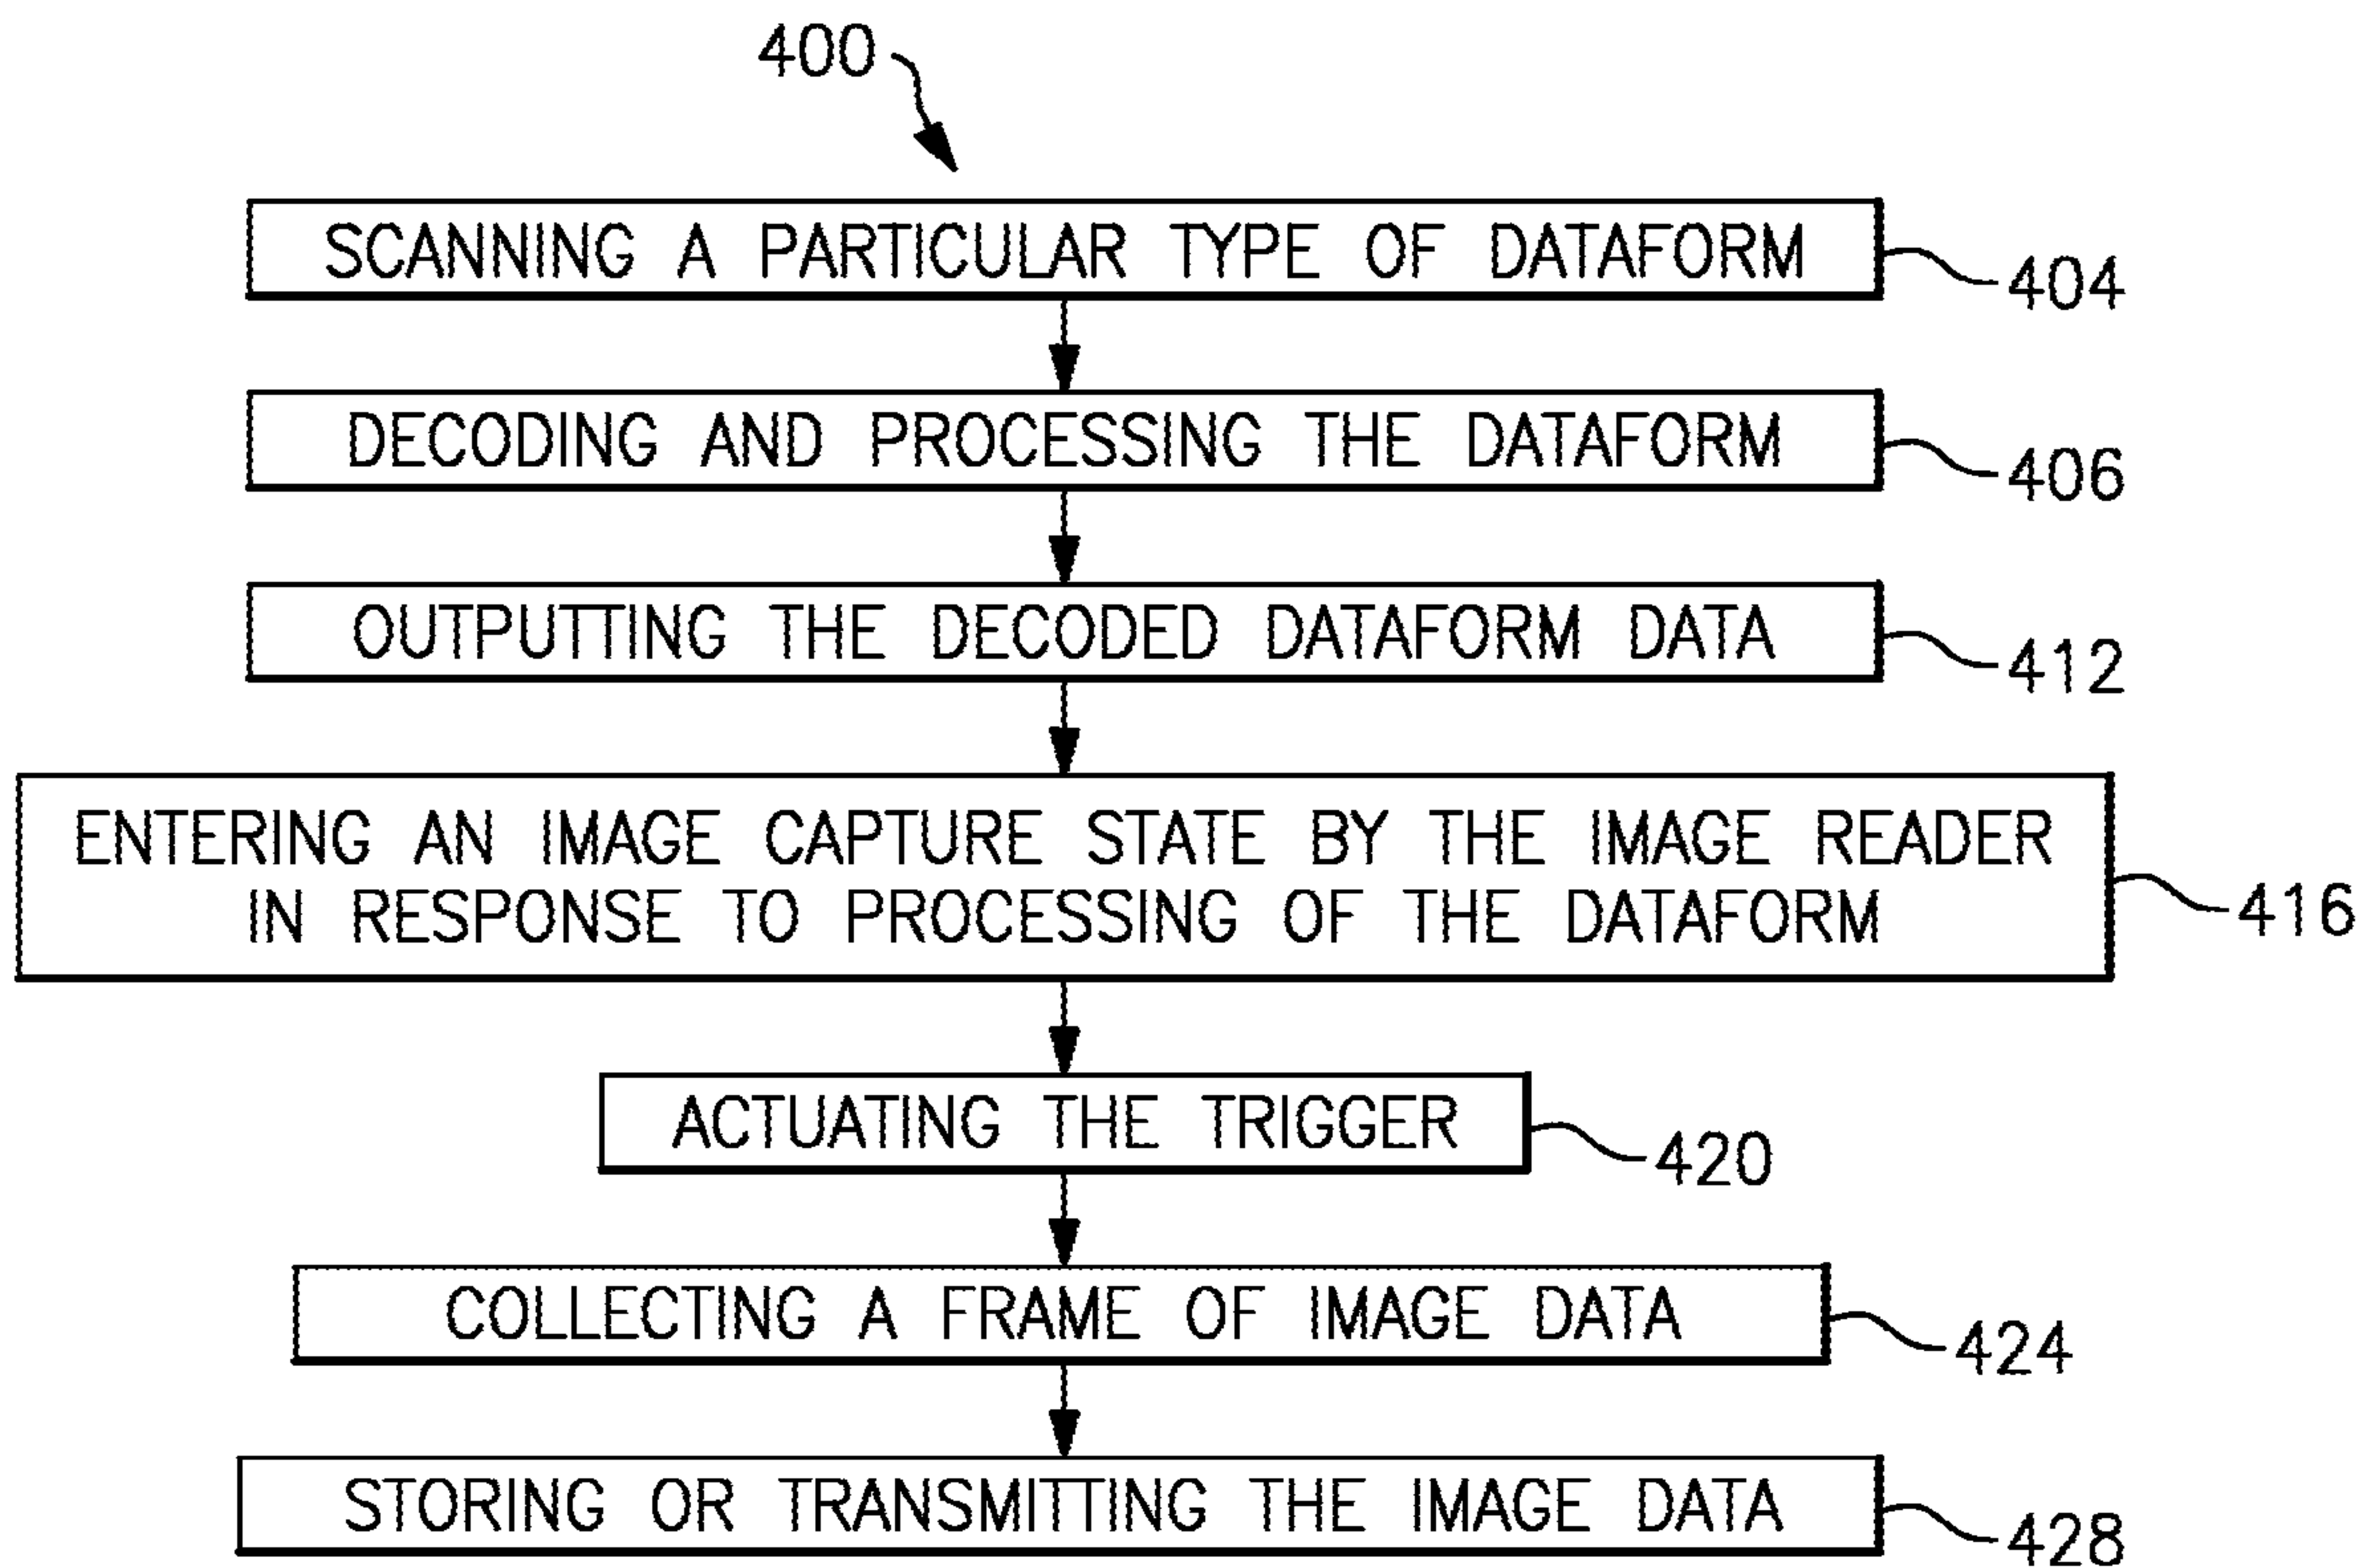 400
SCANNING A PARTICULAR TYPE OF DATAFORM
404
DECODING AND PROCESSING THE DATAFORM
406
OUTPUTTING THE DECODED DATAFORM DATA
412
ENTERING AN IMAGE CAPTURE STATE BY THE IMAGE READER
IN RESPONSE TO PROCESSING OF THE DATAFORM
416
ACTUATING THE TRIGGER
420
COLLECTING A FRAME OF IMAGE DATA
424
STORING OR TRANSMITTING THE IMAGE DATA
428